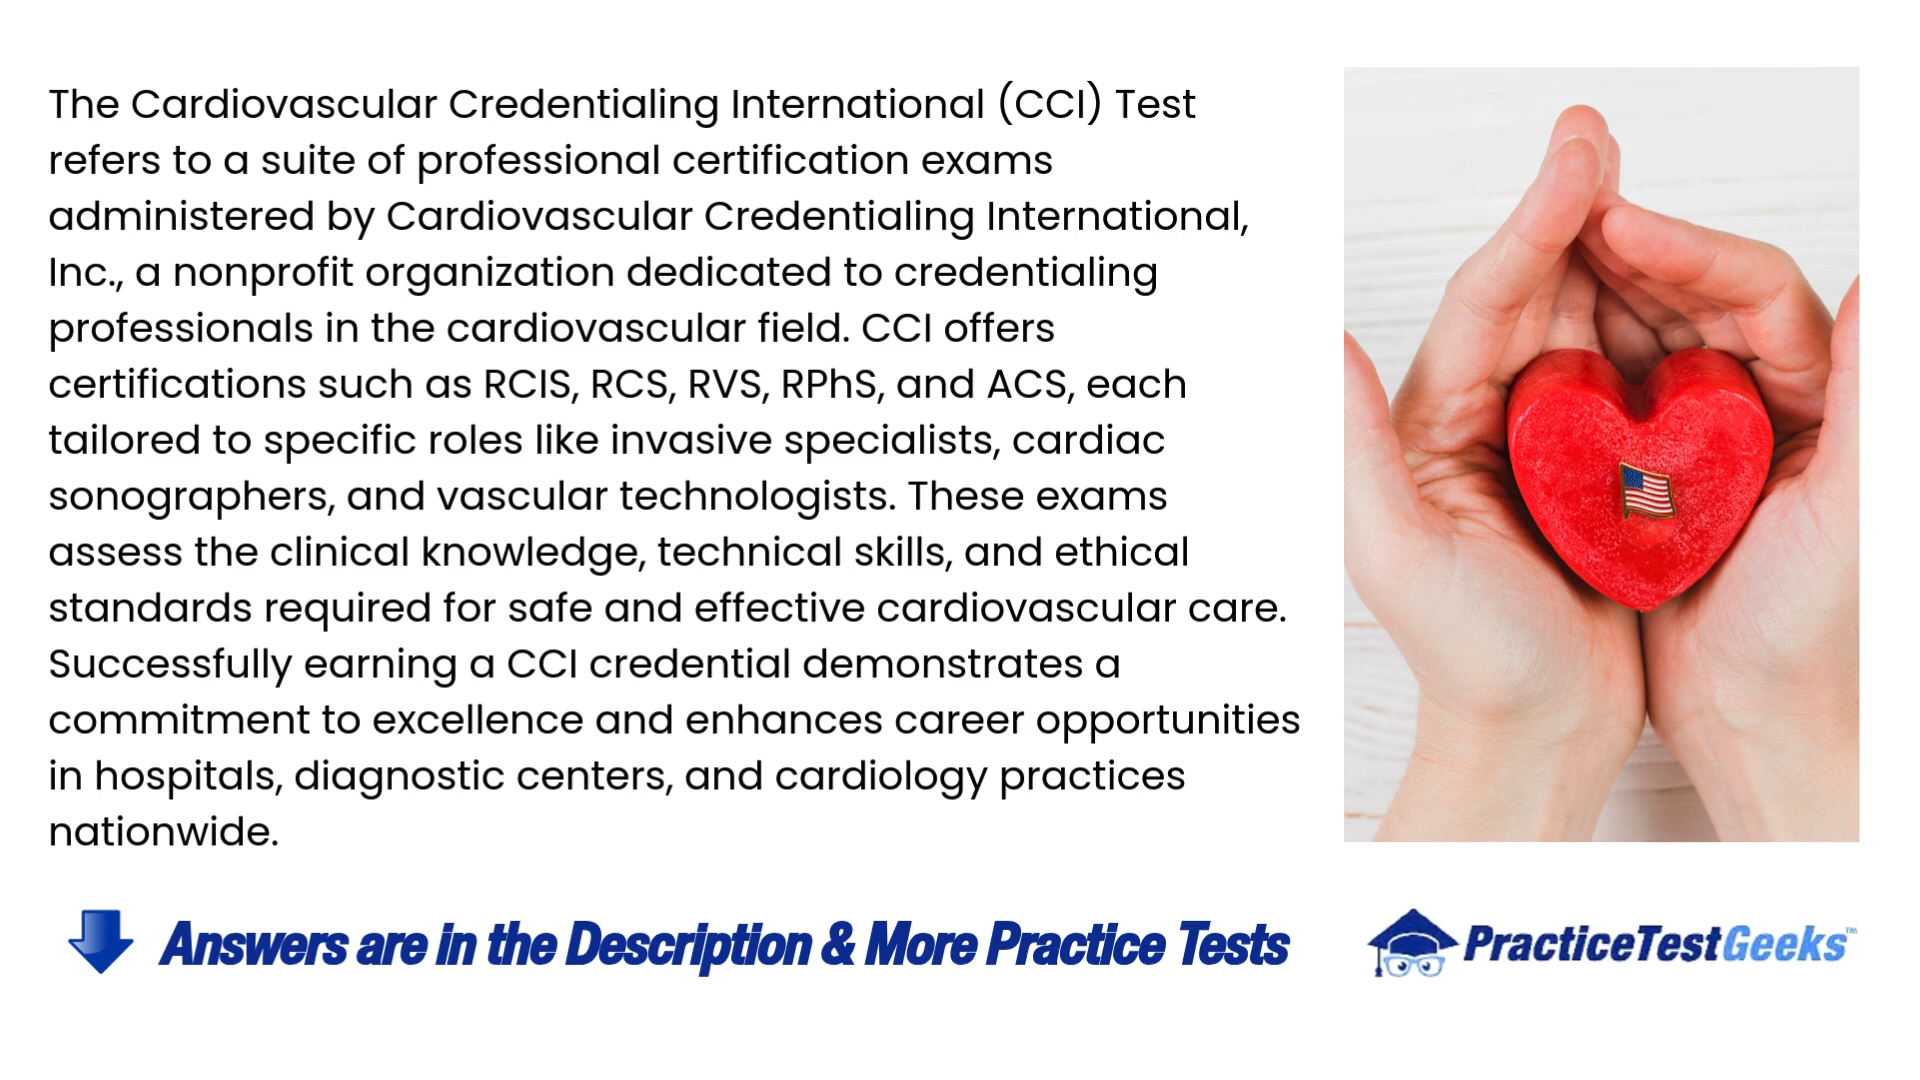 The Cardiovascular Credentialing International (CCI) Test
refers to a suite of professional certification exams
administered by Cardiovascular Credentialing International,
Inc., a nonprofit organization dedicated to credentialing
professionals in the cardiovascular field. CCI offers
certifications such as RCIS, RCS, RVS, RPhS, and ACS, each
tailored to specific roles like invasive specialists, cardiac
sonographers, and vascular technologists. These exams
assess the clinical knowledge, technical skills, and ethical
standards required for safe and effective cardiovascular care.
Successfully earning a CCI credential demonstrates a
commitment to excellence and enhances career opportunities
in hospitals, diagnostic centers, and cardiology practices
nationwide.
Answers are in the Description & More Practice Tests
PracticeTestGeeks™